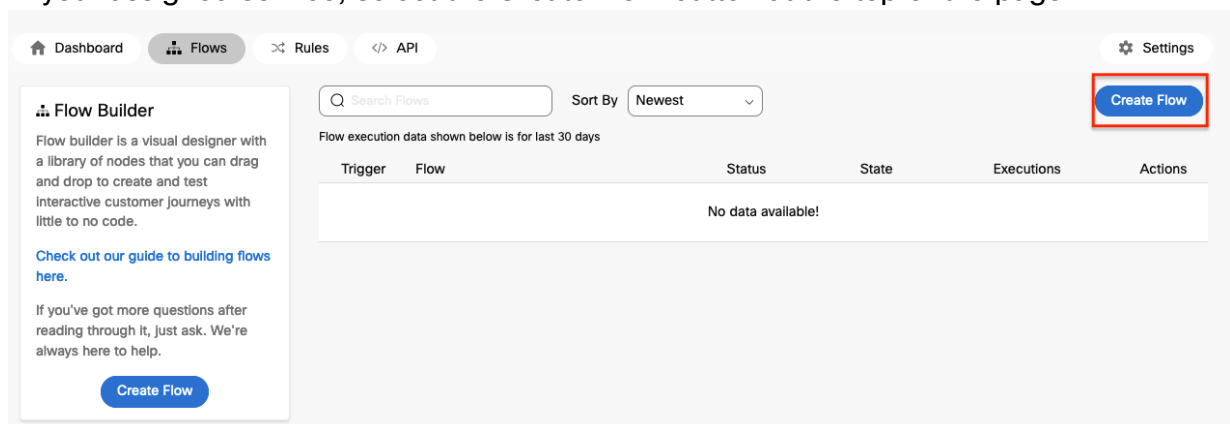 Dashboard Flows Rules </> API Settings
Flow Builder
Flow builder is a visual designer with
a library of nodes that you can drag
and drop to create and test
interactive customer journeys with
little to no code.
Check out our guide to building flows
here.
If you've got more questions after
reading through it, just ask. We're
always here to help.
Create Flow
Search Flows Sort By Newest Create Flow
Flow execution data shown below is for last 30 days
Trigger Flow Status State Executions Actions
No data available!